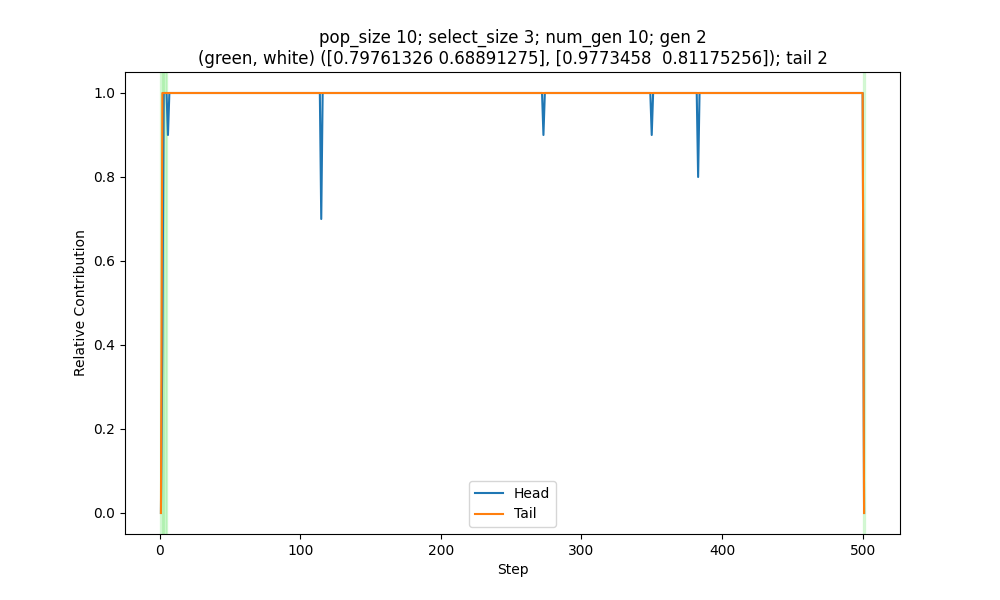 pop_size 10; select_size 3; num_gen 10; gen 2
(green, white) ([0.79761326 0.68891275], [0.9773458  0.81175256]); tail 2
1.0
0.8
0.6
0.4
0.2
0.0
Relative Contribution
Head
Tail
0 100 200 300 400 500
Step